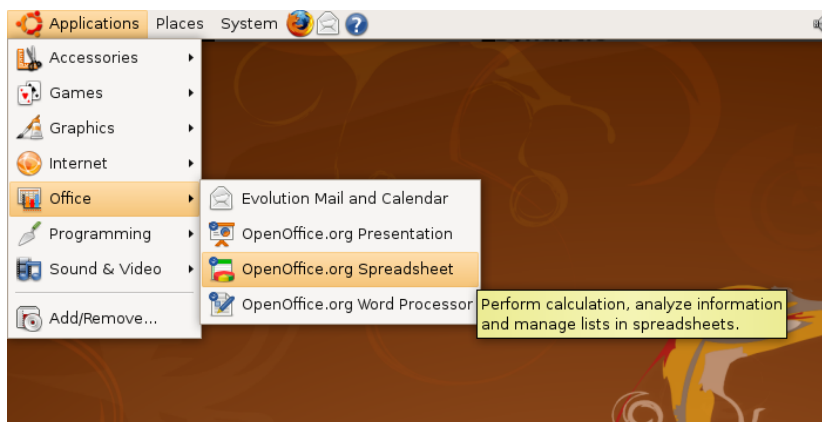 Applications Places System
Accessories
Games
Graphics
Internet
Office
Programming
Sound & Video
Add/Remove...
Evolution Mail and Calendar
OpenOffice.org Presentation
OpenOffice.org Spreadsheet
OpenOffice.org Word Processor
Perform calculation, analyze information
and manage lists in spreadsheets.